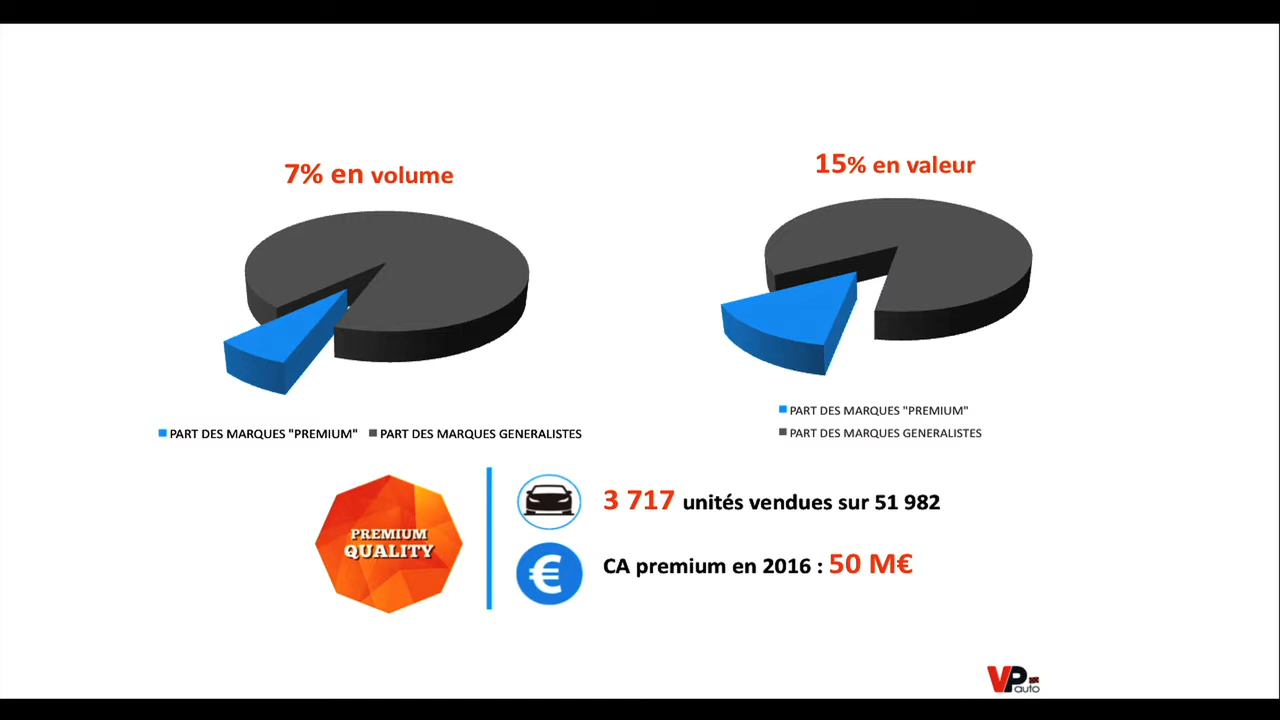 7% en volume
15% en valeur
PART DES MARQUES "PREMIUM" PART DES MARQUES GENERALISTES
PART DES MARQUES "PREMIUM"
PART DES MARQUES GENERALISTES
PREMIUM
QUALITY
3 717 unités vendues sur 51 982
€
CA premium en 2016 : 50 M€
VP
auto